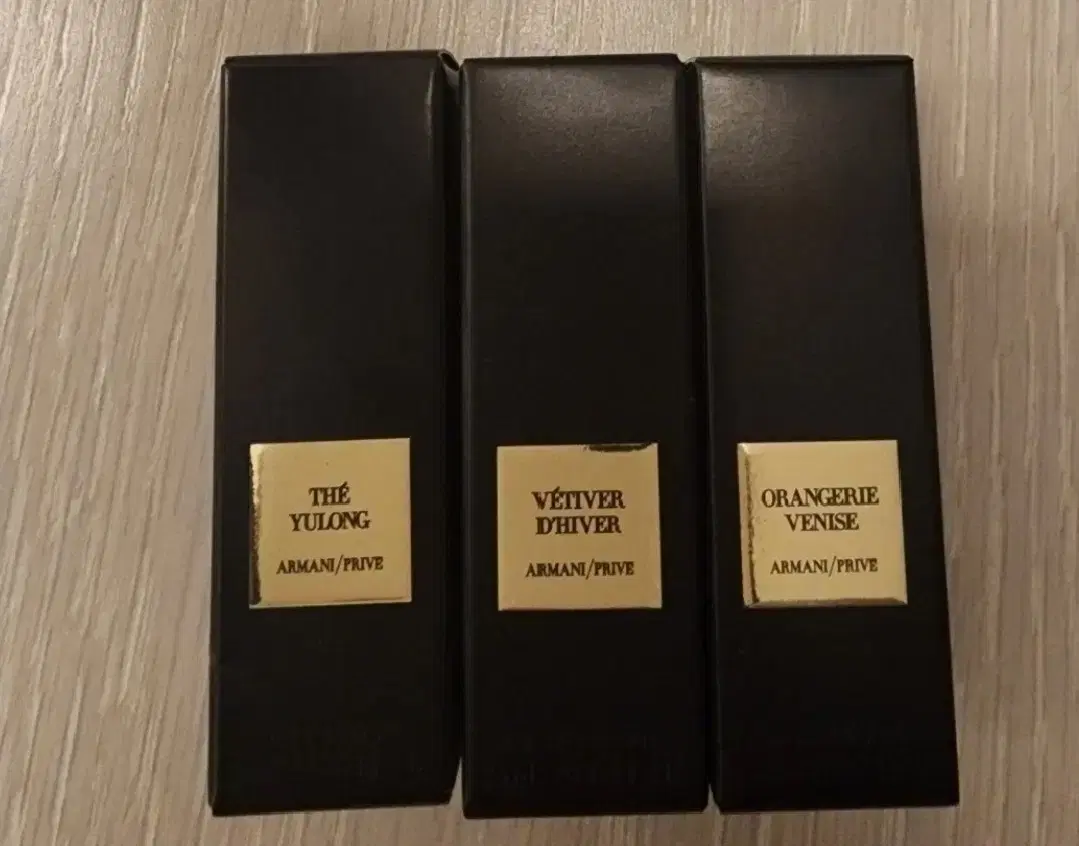 THÉ
YULONG
ARMANI/PRIVE
VÉTIVER
D'HIVER
ARMANI/PRIVE
ORANGERIE
VENISE
ARMANI/PRIVE